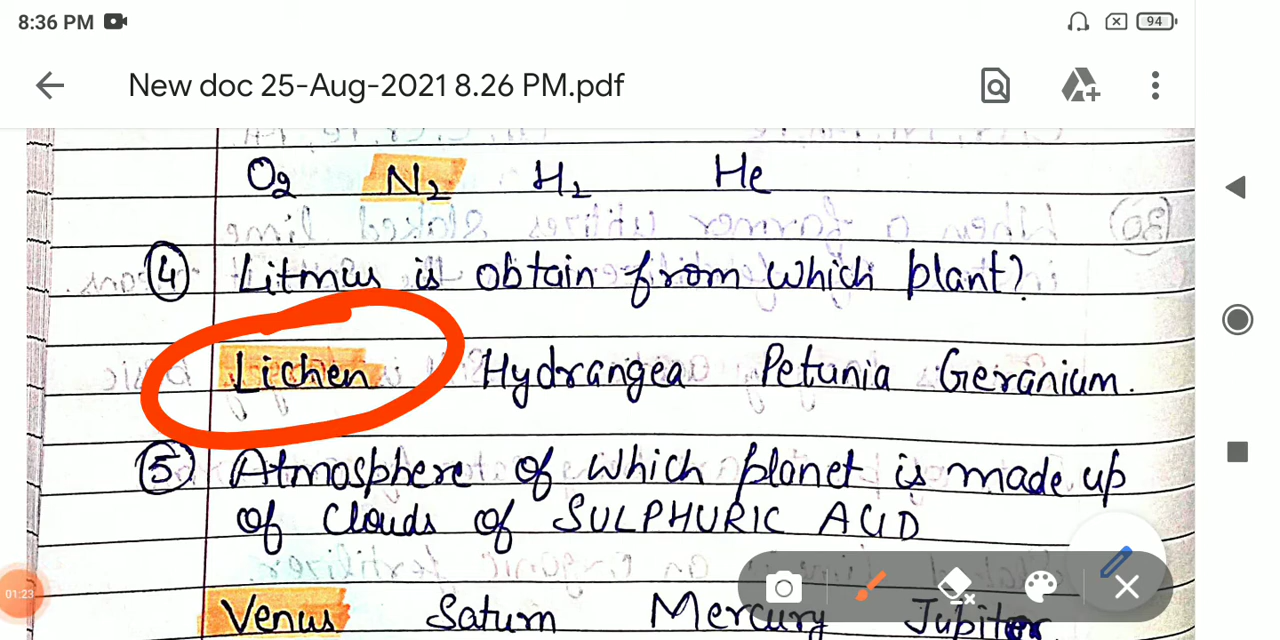 8:36 PM 94
New doc 25-Aug-2021 8.26 PM.pdf
O2 N2 H2 He
4 Litmus is obtain from which plant?
Lichen Hydrangea Petunia Geranium.
5 Atmosphere of which planet is made up
of clouds of SULPHURIC ACID
Venus Saturn Mercury Jupiter.
01:23